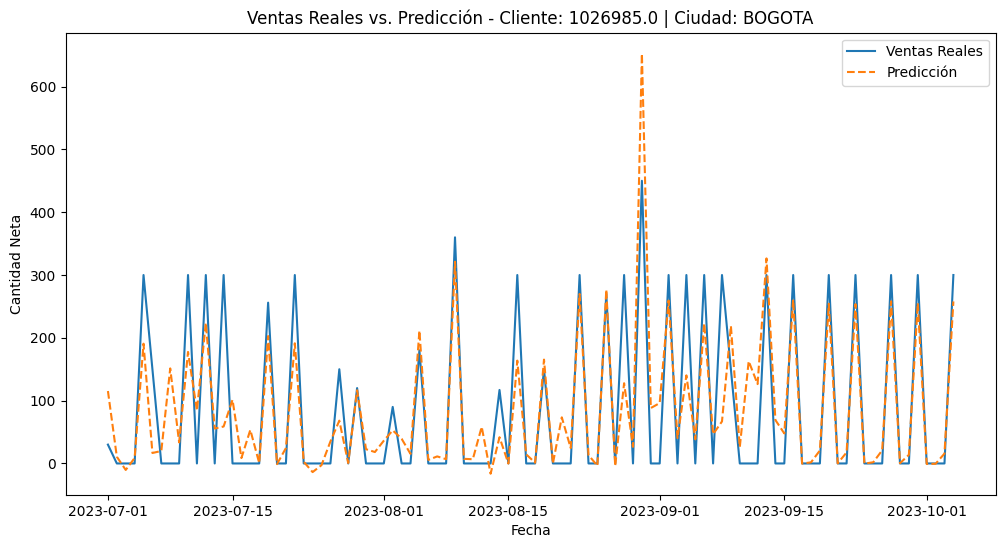 Ventas Reales vs. Predicción - Cliente: 1026985.0 | Ciudad: BOGOTA
Ventas Reales
Predicción
Cantidad Neta
600
500
400
300
200
100
0
2023-07-01
2023-07-15
2023-08-01
2023-08-15
2023-09-01
2023-09-15
2023-10-01
Fecha